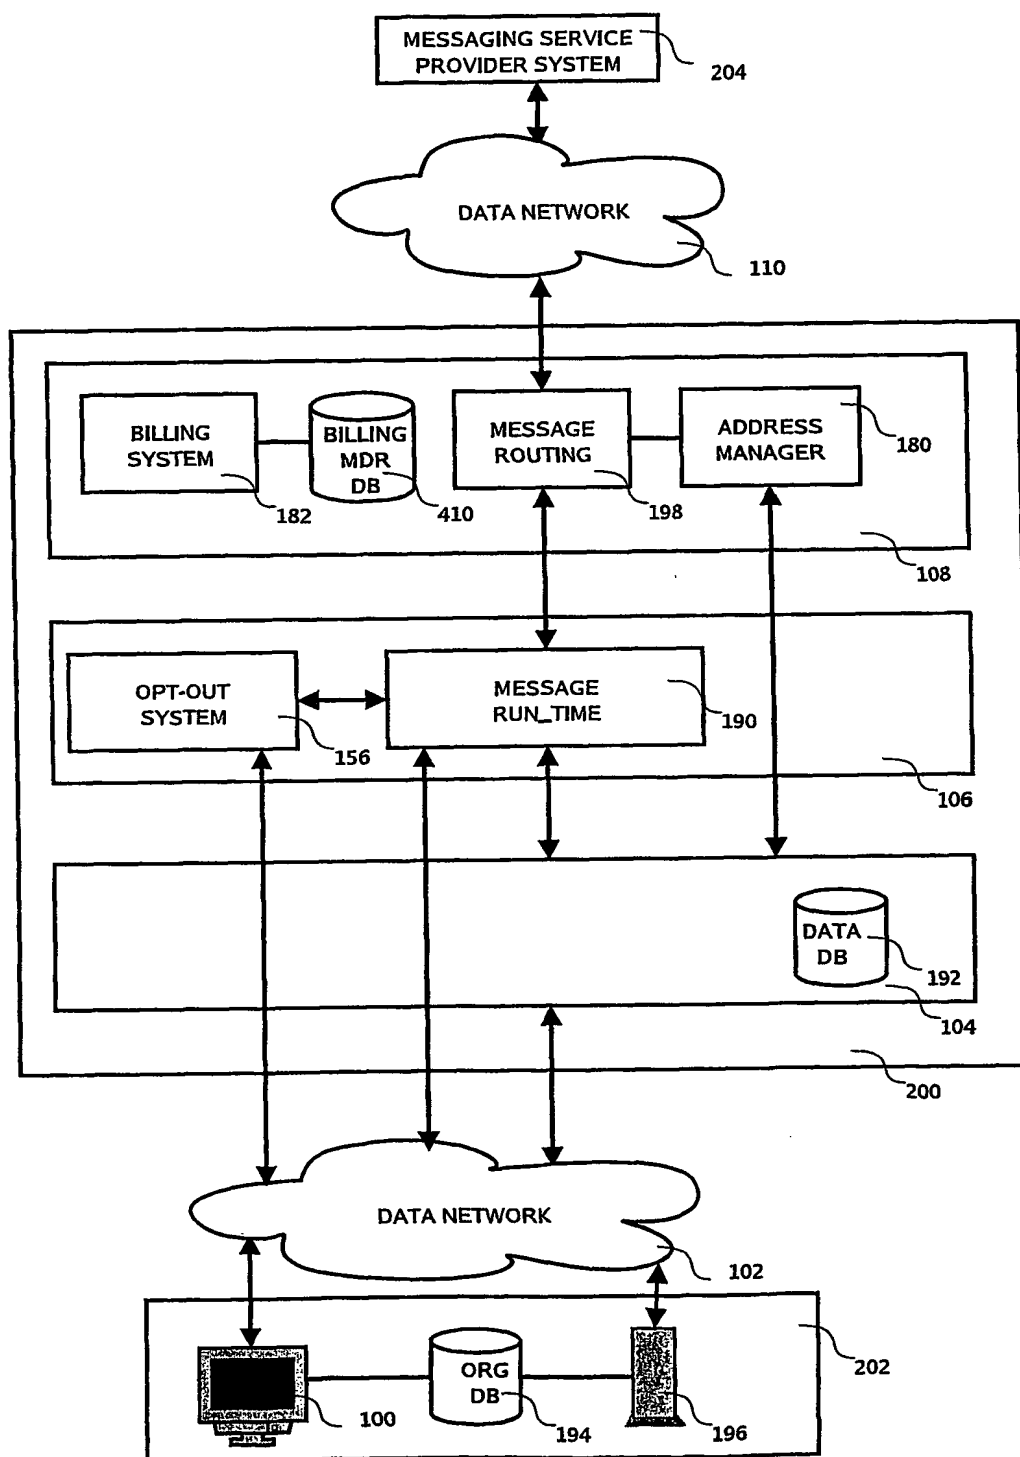 MESSAGING SERVICE
PROVIDER SYSTEM
204
DATA NETWORK
110
BILLING
SYSTEM
182
BILLING
MDR
DB
410
MESSAGE
ROUTING
198
ADDRESS
MANAGER
180
108
OPT-OUT
SYSTEM
156
MESSAGE
RUN_TIME
190
106
DATA
DB
192
104
200
DATA NETWORK
102
202
100
ORG
DB
194
196